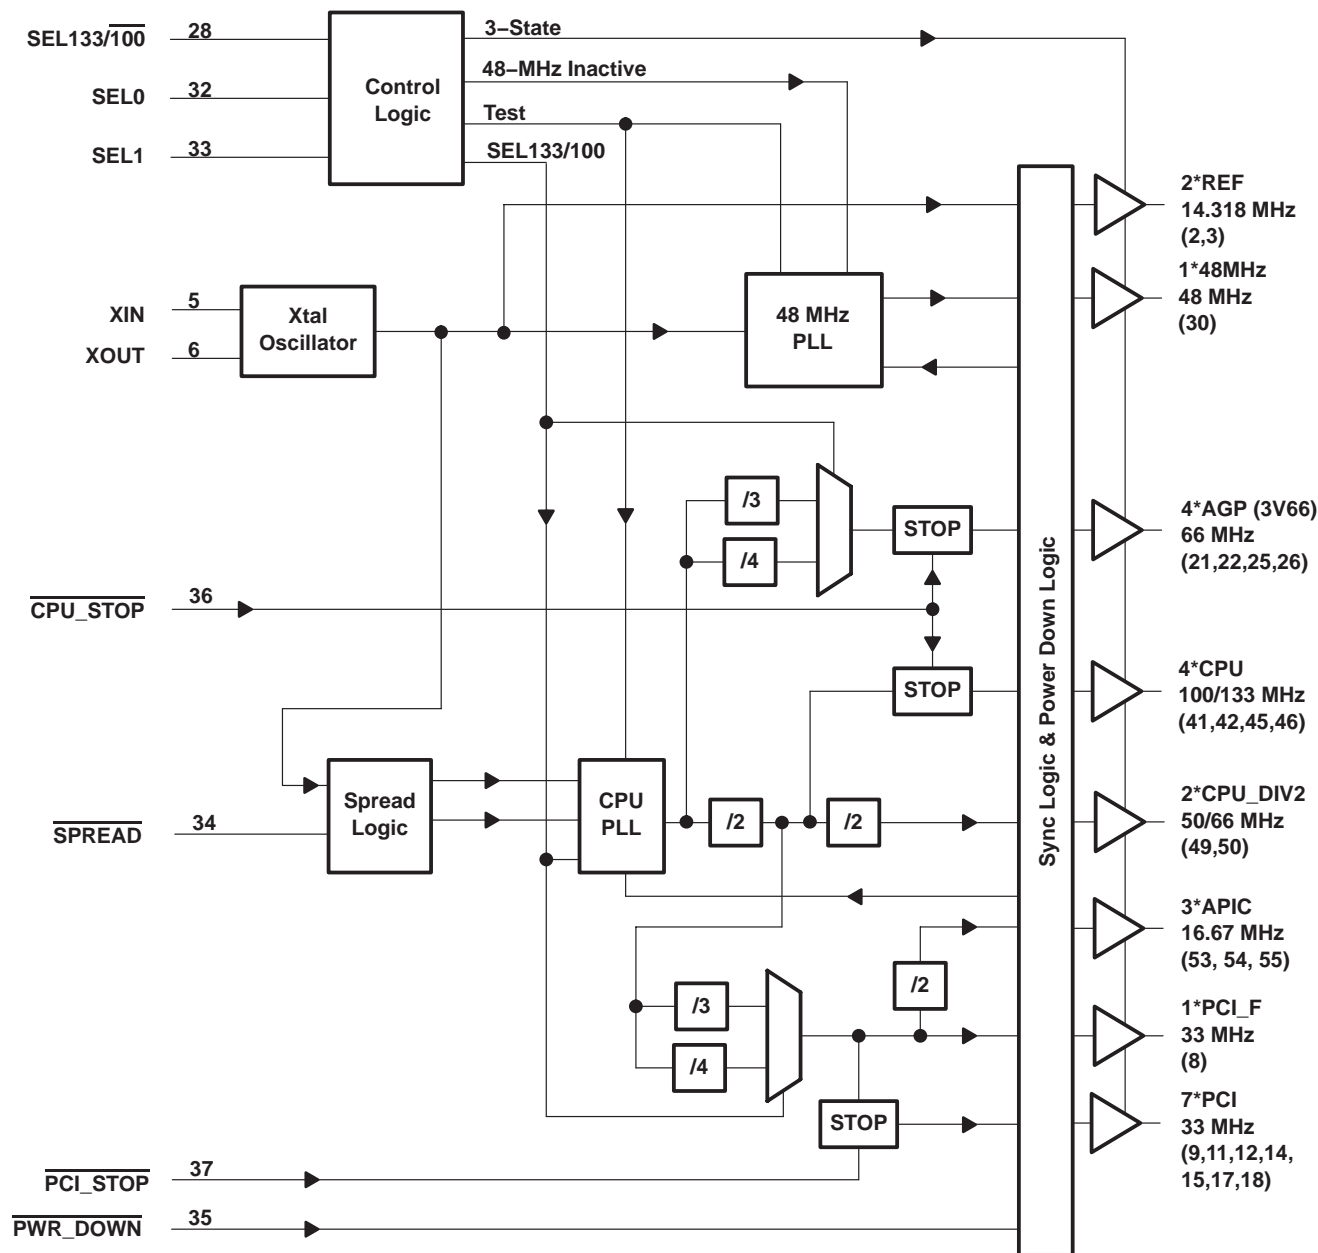 SEL133/100
28
SEL0
32
SEL1
33
Control
Logic
3–State
48–MHz Inactive
Test
SEL133/100
XIN
5
XOUT
6
Xtal
Oscillator
48 MHz
PLL
2*REF
14.318 MHz
(2,3)
1*48MHz
48 MHz
(30)
/3
/4
STOP
4*AGP (3V66)
66 MHz
(21,22,25,26)
CPU_STOP
36
STOP
4*CPU
100/133 MHz
(41,42,45,46)
Sync Logic & Power Down Logic
SPREAD
34
Spread
Logic
CPU
PLL
/2
/2
2*CPU_DIV2
50/66 MHz
(49,50)
3*APIC
16.67 MHz
(53, 54, 55)
/2
/3
/4
1*PCI_F
33 MHz
(8)
STOP
7*PCI
33 MHz
(9,11,12,14,
15,17,18)
PCI_STOP
37
PWR_DOWN
35